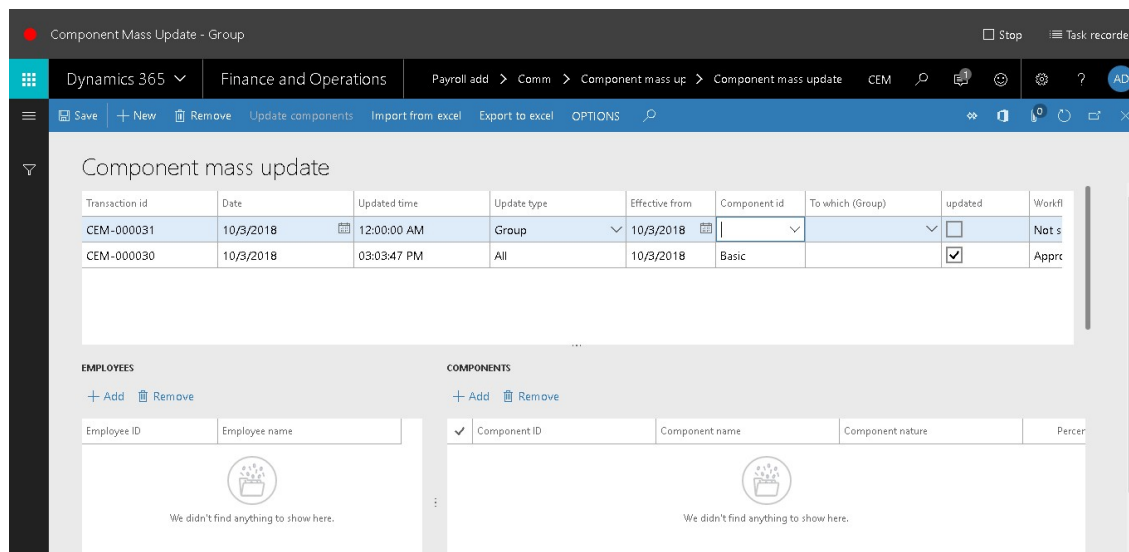 Component Mass Update - Group
Stop
Task recorde
Dynamics 365
Finance and Operations
Payroll add > Comm > Component mass up > Component mass update
CEM
1
?
AD
Save + New Remove Update components Import from excel Export to excel OPTIONS
0
Component mass update
Transaction id Date Updated time Update type Effective from Component id To which (Group) updated Workfl
CEM-000031 10/3/2018 12:00:00 AM Group 10/3/2018 Not s
CEM-000030 10/3/2018 03:03:47 PM All 10/3/2018 Basic Appro
EMPLOYEES
+ Add Remove
Employee ID Employee name
We didn't find anything to show here.
COMPONENTS
+ Add Remove
Component ID Component name Component nature Percer
We didn't find anything to show here.